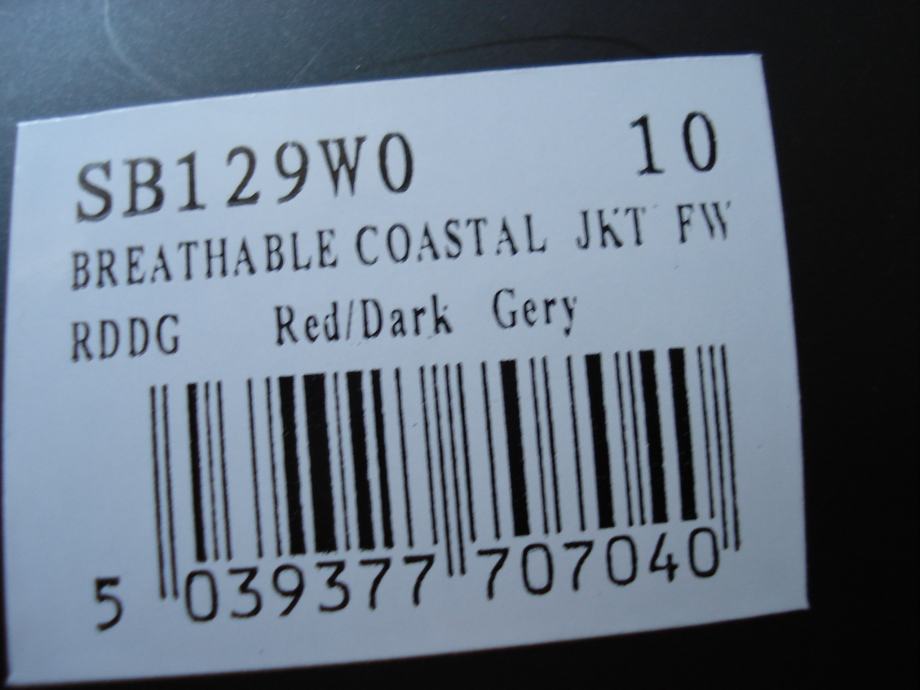 SB129W0 10
BREATHABLE COASTAL JKT FW
RDDG Red/Dark Gery
5 039377 707040